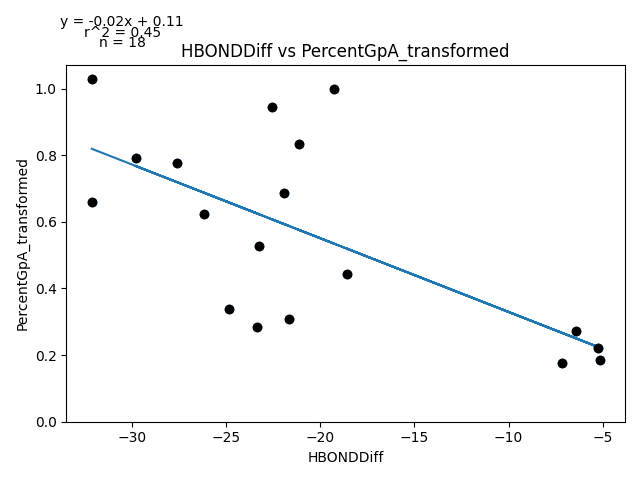 y = -0.02x + 0.11
r^2 = 0.45
n = 18
HBONDDiff vs PercentGpA_transformed
PercentGpA_transformed
1.0
0.8
0.6
0.4
0.2
0.0
−30
−25
−20
−15
−10
−5
HBONDDiff